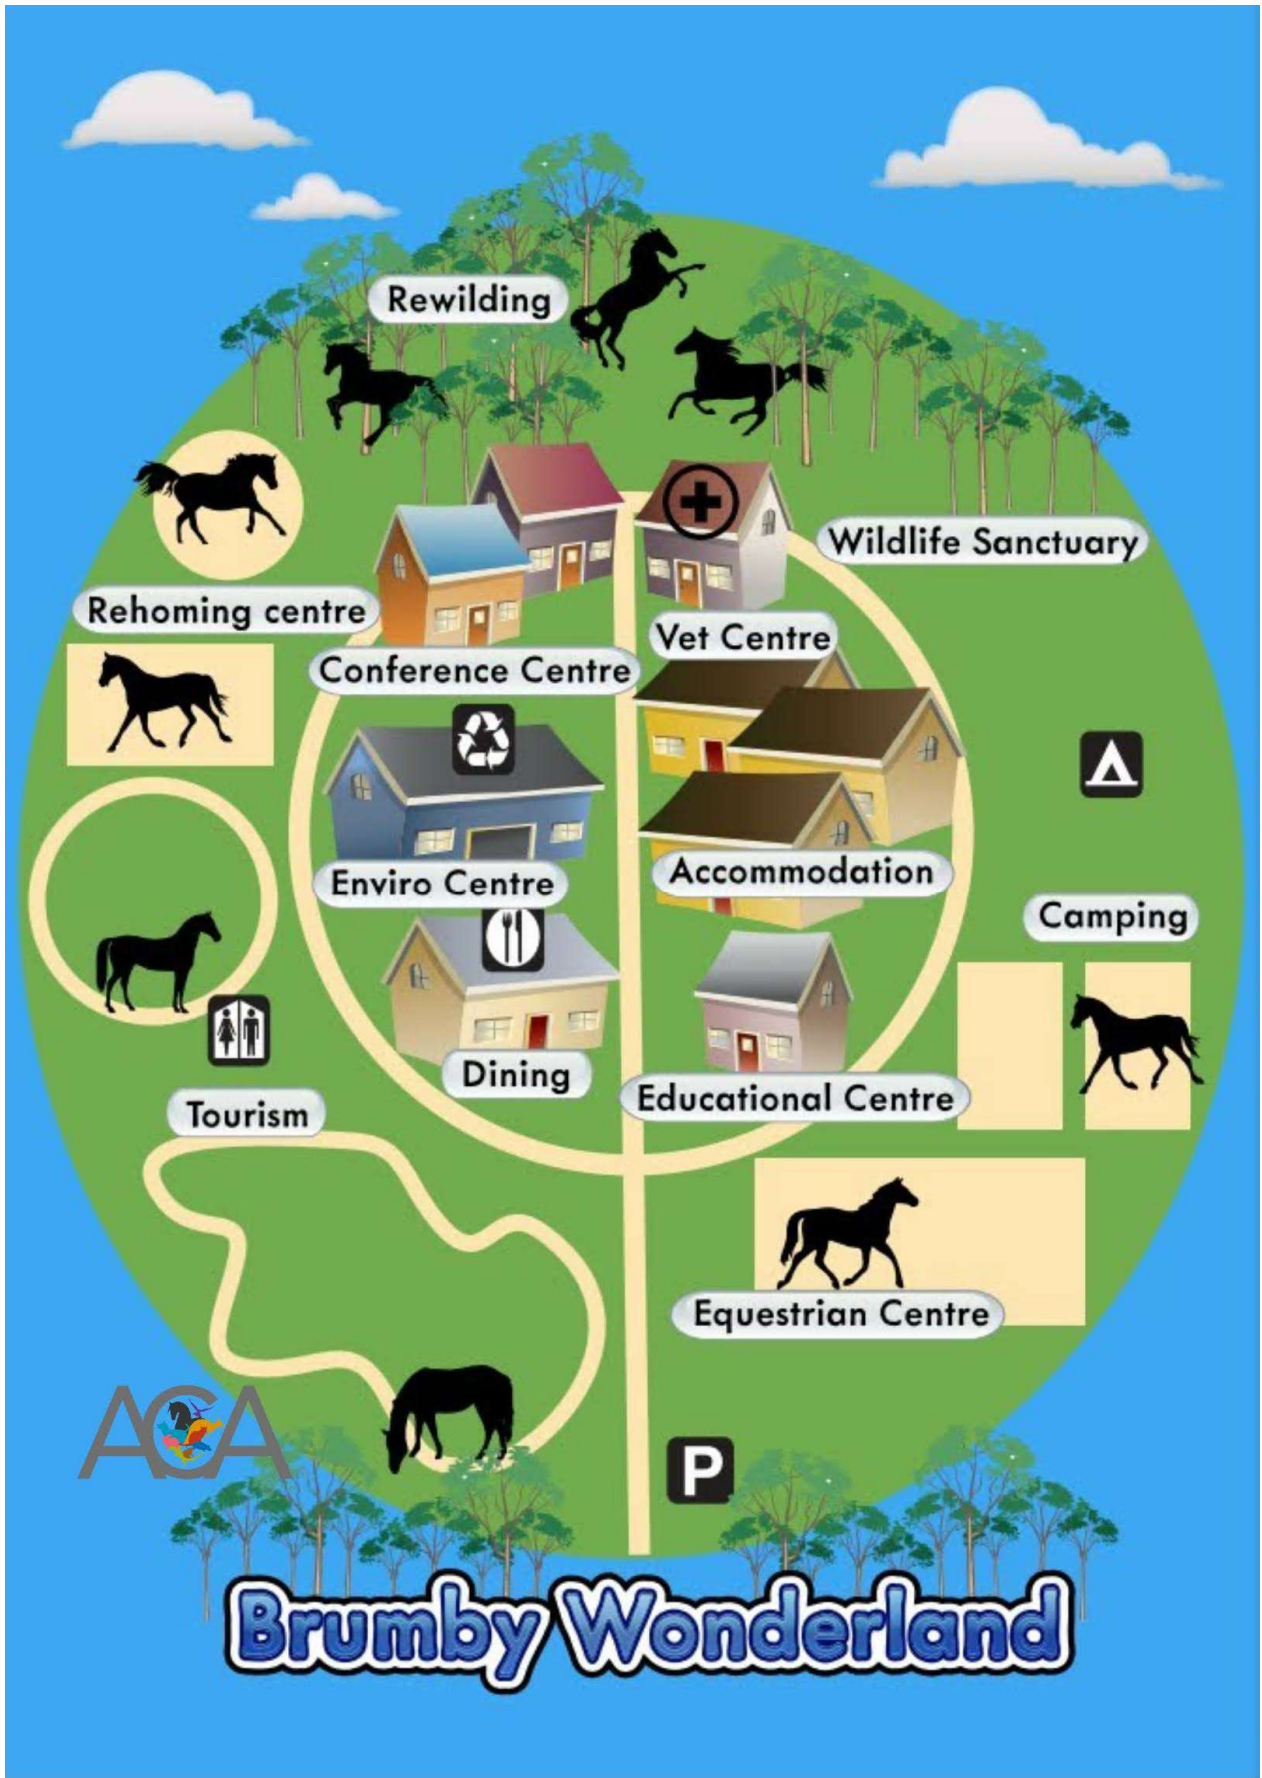 Rewilding
Wildlife Sanctuary
Rehoming centre
Vet Centre
Conference Centre
Accommodation
Enviro Centre
Camping
Dining
Educational Centre
Tourism
Equestrian Centre
ACA
P
Brumby Wonderland